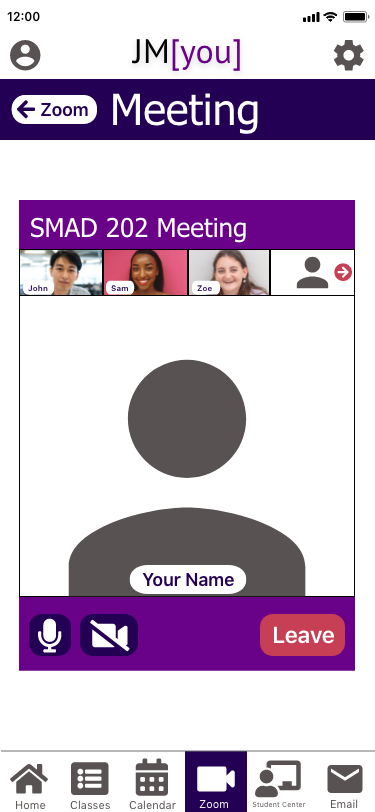 12:00
JM[you]
Zoom
Meeting
SMAD 202 Meeting
John
Sam
Zoe
Your Name
Leave
Home
Classes
Calendar
Zoom
Student Center
Email